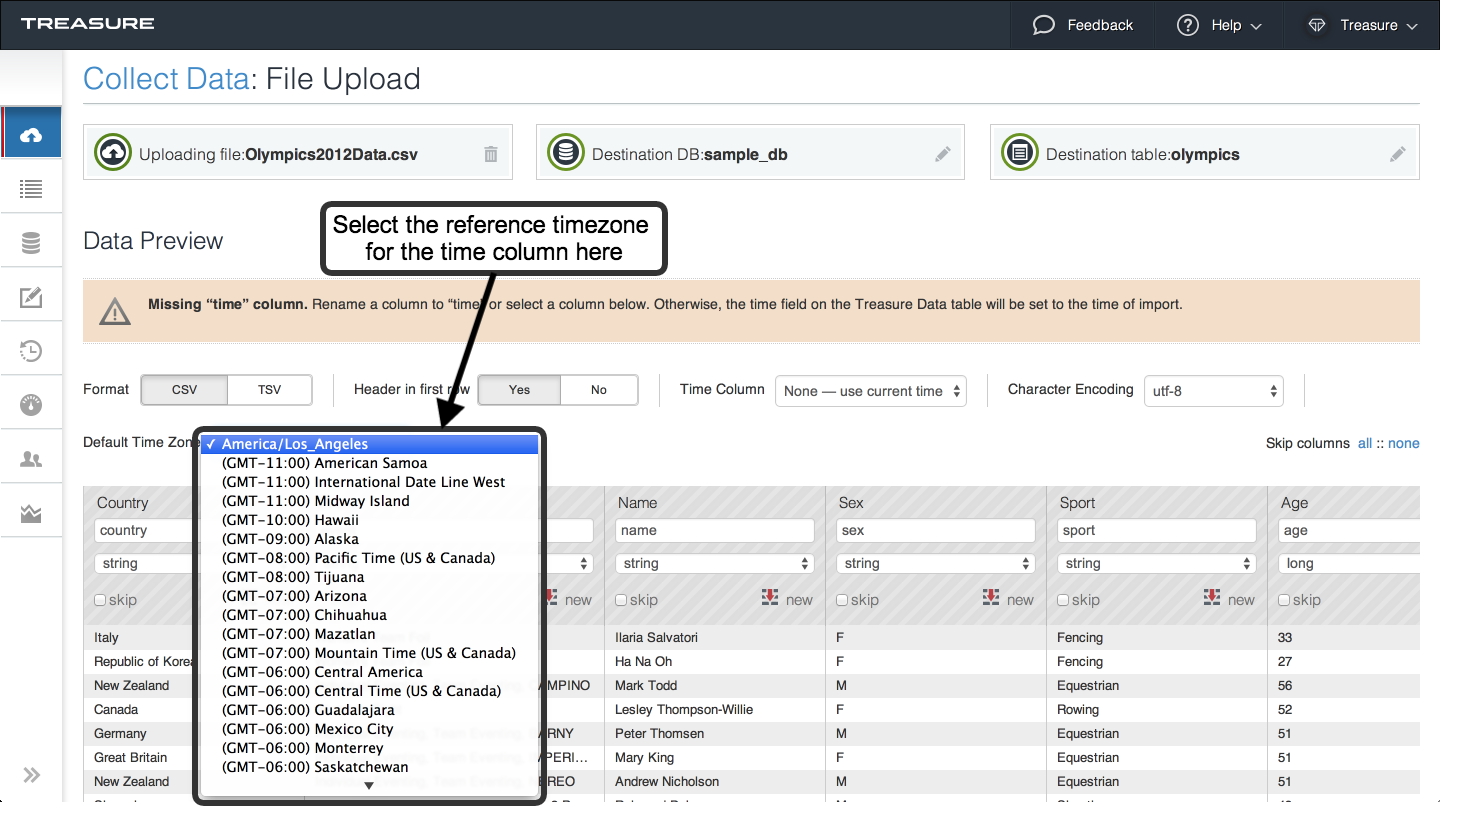 TREASURE
Feedback
Help
Treasure
Collect Data: File Upload
Uploading file:Olympics2012Data.csv
Destination DB:sample_db
Destination table:olympics
Select the reference timezone
for the time column here
Data Preview
Missing “time” column. Rename a column to “time” or select a column below. Otherwise, the time field on the Treasure Data table will be set to the time of import.
Format CSV TSV Header in first row Yes No Time Column None — use current time Character Encoding utf-8
Default Time Zone
Skip columns all :: none
✓ America/Los_Angeles
(GMT-11:00) American Samoa
(GMT-11:00) International Date Line West
(GMT-11:00) Midway Island
(GMT-10:00) Hawaii
(GMT-09:00) Alaska
(GMT-08:00) Pacific Time (US & Canada)
(GMT-08:00) Tijuana
(GMT-07:00) Arizona
(GMT-07:00) Chihuahua
(GMT-07:00) Mazatlan
(GMT-07:00) Mountain Time (US & Canada)
(GMT-06:00) Central America
(GMT-06:00) Central Time (US & Canada)
(GMT-06:00) Guadalajara
(GMT-06:00) Mexico City
(GMT-06:00) Monterrey
(GMT-06:00) Saskatchewan
Country Name Sex Sport Age
country name sex sport age
string string string string long
skip new skip new skip new skip new skip
Italy Ilaria Salvatori F Fencing 33
Republic of Korea Ha Na Oh F Fencing 27
New Zealand MPINO Mark Todd M Equestrian 56
Canada Lesley Thompson-Willie F Rowing 52
Germany RNY Peter Thomsen M Equestrian 51
Great Britain PERI... Mary King F Equestrian 51
New Zealand REO Andrew Nicholson M Equestrian 51